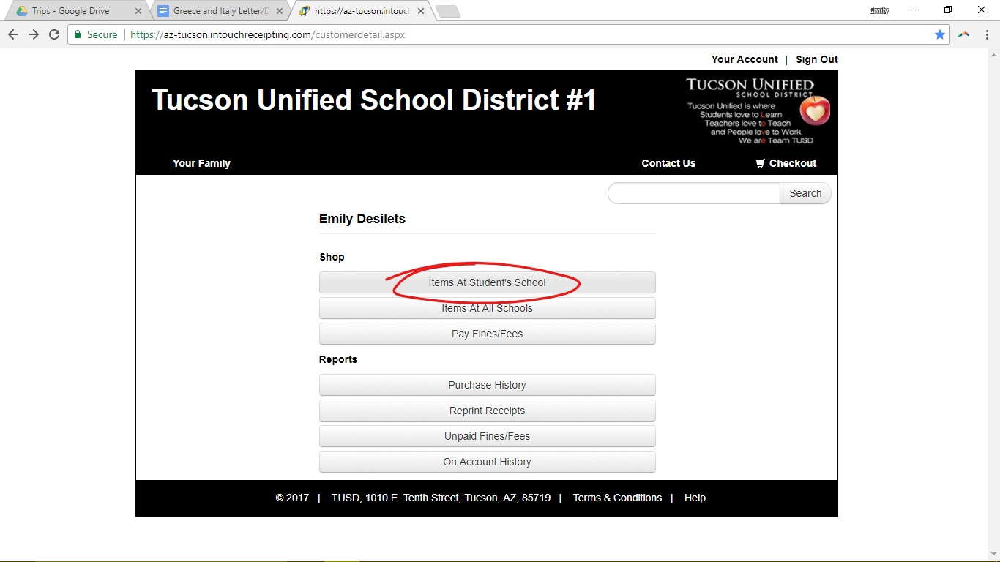 Trips - Google Drive
Greece and Italy Letter/D
https://az-tucson.intouch
Emily
Secure
https://az-tucson.intouchreceipting.com/customerdetail.aspx
Your Account | Sign Out
Tucson Unified School District #1
TUCSON UNIFIED
SCHOOL DISTRICT
Tucson Unified is where
Students love to Learn
Teachers love to Teach
and People love to Work
We are Team TUSD
Your Family
Contact Us
Checkout
Search
Emily Desilets
Shop
Items At Student's School
Items At All Schools
Pay Fines/Fees
Reports
Purchase History
Reprint Receipts
Unpaid Fines/Fees
On Account History
© 2017 | TUSD, 1010 E. Tenth Street, Tucson, AZ, 85719 | Terms & Conditions | Help